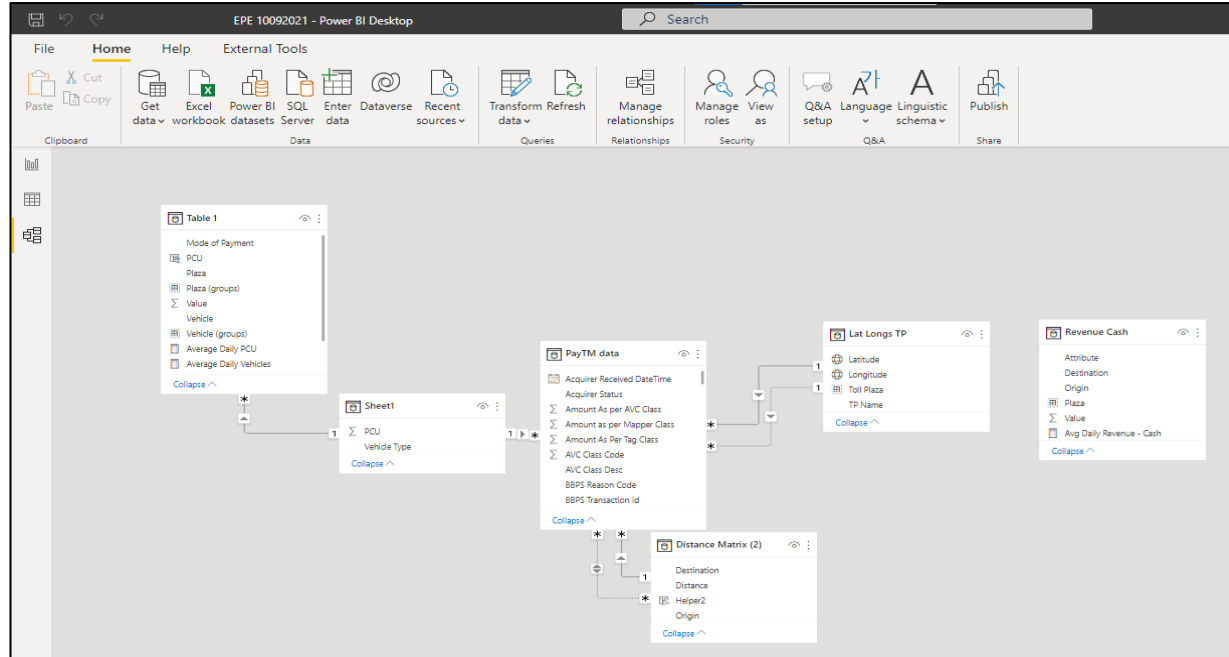 EPE 10092021 - Power BI Desktop
Search
File Home Help External Tools
Paste
Cut
Copy
Get data
Excel workbook
Power BI datasets
SQL Server
Enter data
Dataverse
Recent sources
Transform data
Refresh
Manage relationships
Manage roles
View as
Q&A setup
Language
Linguistic schema
Publish
Clipboard
Data
Queries
Relationships
Security
Q&A
Share
Table 1
Mode of Payment
PCU
Plaza
Plaza (groups)
Value
Vehicle
Vehicle (groups)
Average Daily PCU
Average Daily Vehicles
Collapse
*
1
Sheet1
PCU
Vehicle Type
Collapse
1
*
PayTM data
Acquirer Received DateTime
Acquirer Status
Amount As per AVC Class
Amount as per Mapper Class
Amount As Per Tag Class
AVC Class Code
AVC Class Desc
BBPS Reason Code
BBPS Transaction Id
Collapse
*
*
1
1
Lat Longs TP
Latitude
Longitude
Toll Plaza
TP Name
Collapse
Revenue Cash
Attribute
Destination
Origin
Plaza
Value
Avg Daily Revenue - Cash
Collapse
*
*
1
*
Distance Matrix (2)
Destination
Distance
Helper2
Origin
Collapse